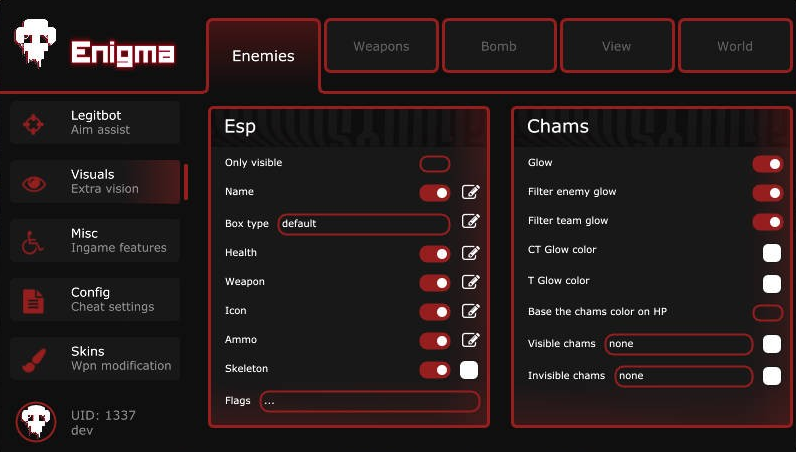 Enigma
Enemies
Weapons
Bomb
View
World
Legitbot
Aim assist
Visuals
Extra vision
Misc
Ingame features
Config
Cheat settings
Skins
Wpn modification
UID: 1337
dev
Esp
Only visible
Name
Box type default
Health
Weapon
Icon
Ammo
Skeleton
Flags ...
Chams
Glow
Filter enemy glow
Filter team glow
CT Glow color
T Glow color
Base the chams color on HP
Visible chams none
Invisible chams none